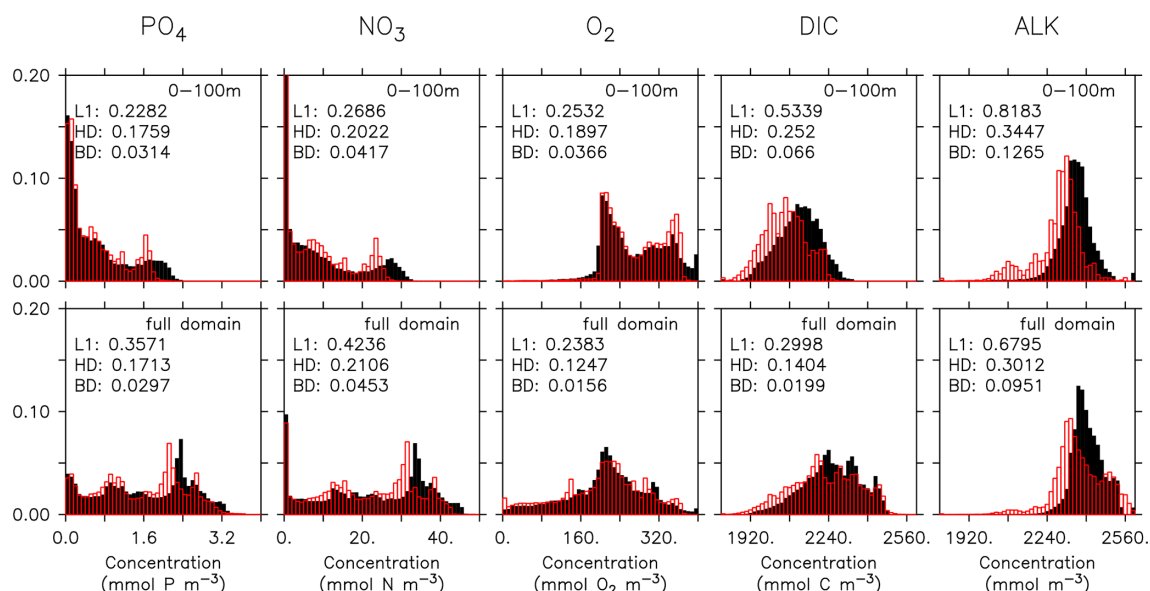 PO4 NO3 O2 DIC ALK
0.20
0-100m 0-100m 0-100m 0-100m 0-100m
L1: 0.2282 L1: 0.2686 L1: 0.2532 L1: 0.5339 L1: 0.8183
HD: 0.1759 HD: 0.2022 HD: 0.1897 HD: 0.252 HD: 0.3447
BD: 0.0314 BD: 0.0417 BD: 0.0366 BD: 0.066 BD: 0.1265
0.10
0.00
0.20
full domain full domain full domain full domain full domain
L1: 0.3571 L1: 0.4236 L1: 0.2383 L1: 0.2998 L1: 0.6795
HD: 0.1713 HD: 0.2106 HD: 0.1247 HD: 0.1404 HD: 0.3012
BD: 0.0297 BD: 0.0453 BD: 0.0156 BD: 0.0199 BD: 0.0951
0.10
0.00
0.0 1.6 3.2 0. 20. 40. 0. 160. 320. 1920. 2240. 2560. 1920. 2240. 2560.
Concentration Concentration Concentration Concentration Concentration
(mmol P m−3) (mmol N m−3) (mmol O2 m−3) (mmol C m−3) (mmol m−3)